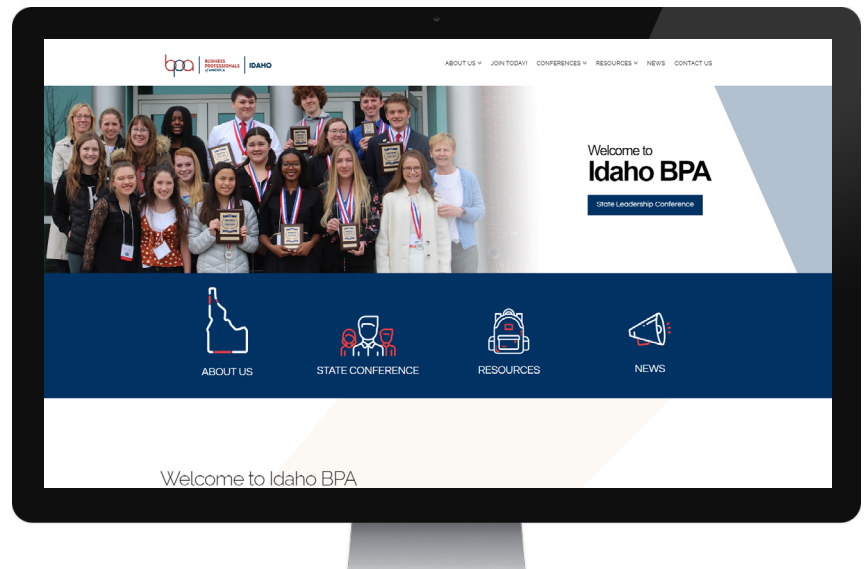 bpa
BUSINESS
PROFESSIONALS
of AMERICA
IDAHO
ABOUT US
JOIN TODAY!
CONFERENCES
RESOURCES
NEWS
CONTACT US
Welcome to
Idaho BPA
State Leadership Conference
ABOUT US
STATE CONFERENCE
RESOURCES
NEWS
Welcome to Idaho BPA